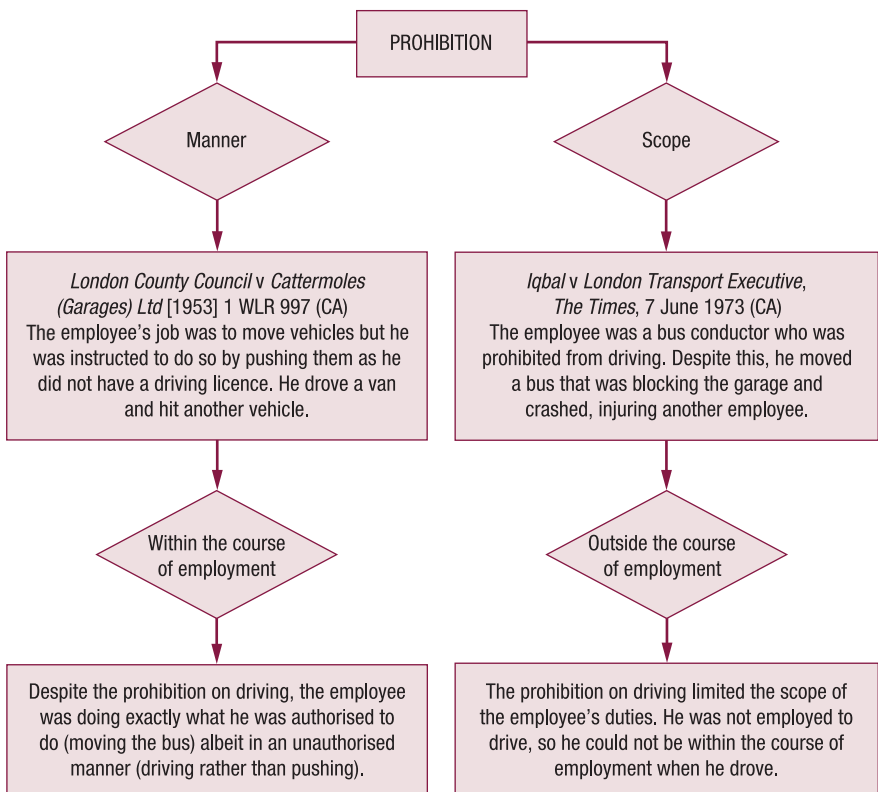 PROHIBITION
Manner
London County Council v Cattermoles
(Garages) Ltd [1953] 1 WLR 997 (CA)
The employee's job was to move vehicles but he
was instructed to do so by pushing them as he
did not have a driving licence. He drove a van
and hit another vehicle.
Within the course
of employment
Despite the prohibition on driving, the employee
was doing exactly what he was authorised to
do (moving the bus) albeit in an unauthorised
manner (driving rather than pushing).
Scope
Iqbal v London Transport Executive,
The Times, 7 June 1973 (CA)
The employee was a bus conductor who was
prohibited from driving. Despite this, he moved
a bus that was blocking the garage and
crashed, injuring another employee.
Outside the course
of employment
The prohibition on driving limited the scope of
the employee's duties. He was not employed to
drive, so he could not be within the course of
employment when he drove.